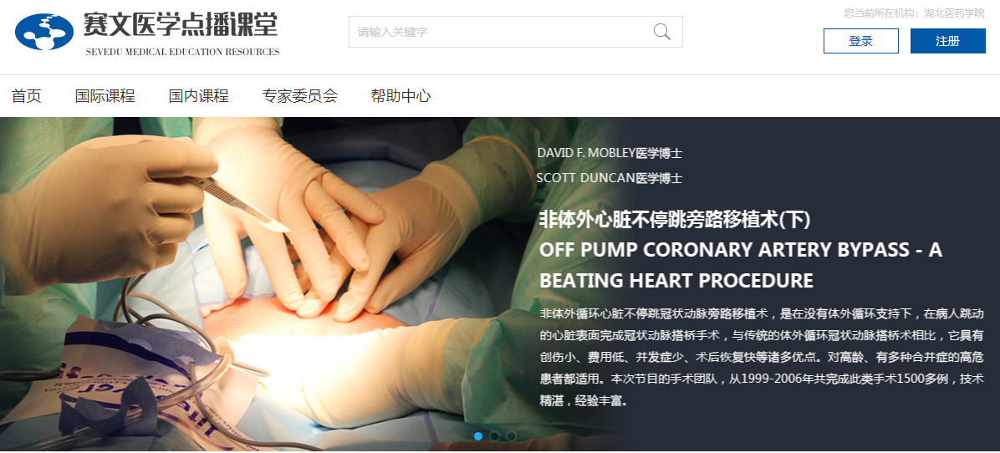 赛文医学点播课堂
SEVEDU MEDICAL EDUCATION RESOURCES
请输入关键字
您当前所在机构：湖北医药学院
登录
注册
首页
国际课程
国内课程
专家委员会
帮助中心
DAVID F. MOBLEY医学博士
SCOTT DUNCAN医学博士
非体外心脏不停跳旁路移植术(下)
OFF PUMP CORONARY ARTERY BYPASS - A
BEATING HEART PROCEDURE
非体外循环心脏不停跳冠状动脉旁路移植术，是在没有体外循环支持下，在病人跳动
的心脏表面完成冠状动脉搭桥手术，与传统的体外循环冠状动脉搭桥术相比，它具有
创伤小、费用低、并发症少、术后恢复快等诸多优点。对高龄、有多种合并症的高危
患者都适用。本次节目的手术团队，从1999-2006年共完成此类手术1500多例，技术
精湛，经验丰富。